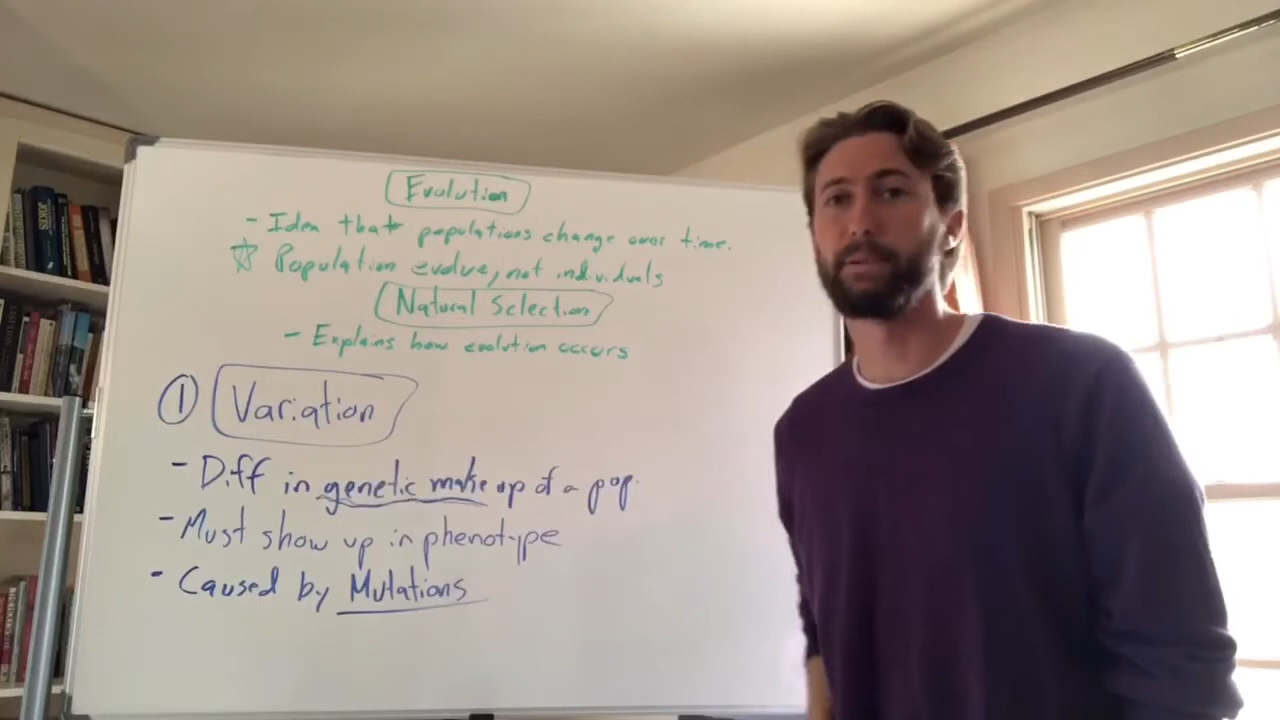 Evolution
- Idea that populations change over time.
☆ Population evolve, not individuals
Natural Selection
- Explains how evolution occurs
① Variation
- Diff in genetic make up of a pop.
- Must show up in phenotype
- Caused by Mutations